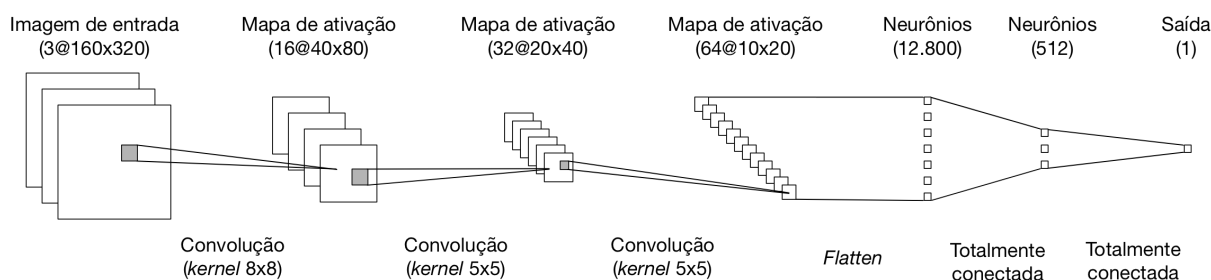 Imagem de entrada
(3@160x320)
Mapa de ativação
(16@40x80)
Mapa de ativação
(32@20x40)
Mapa de ativação
(64@10x20)
Neurônios
(12.800)
Neurônios
(512)
Saída
(1)
Convolução
(kernel 8x8)
Convolução
(kernel 5x5)
Convolução
(kernel 5x5)
Flatten
Totalmente
conectada
Totalmente
conectada